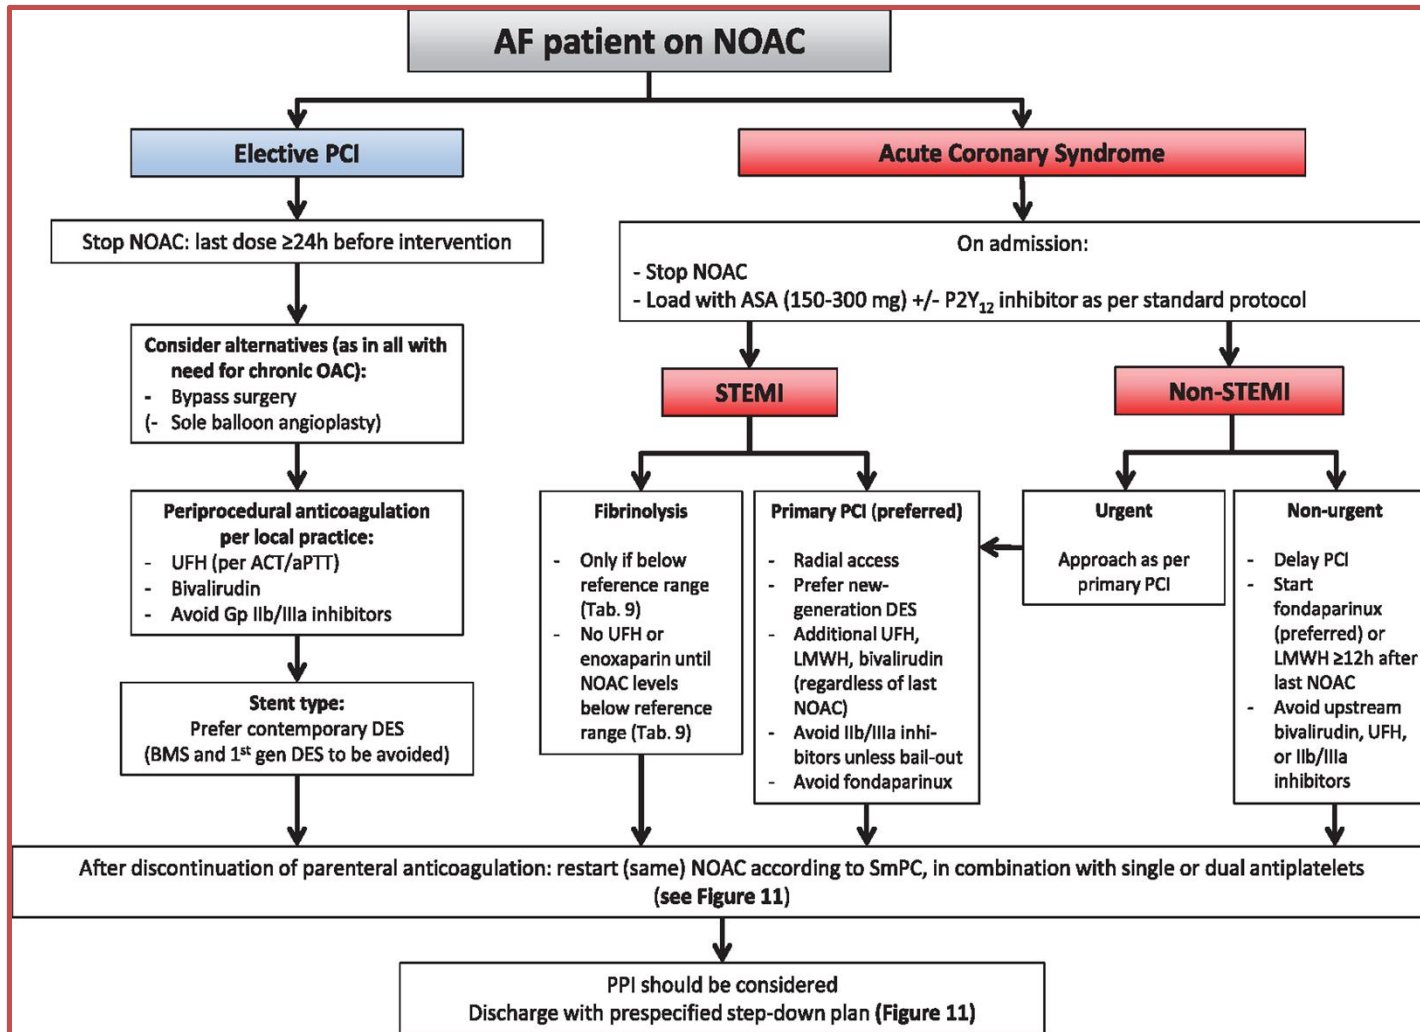 AF patient on NOAC
Elective PCI
Acute Coronary Syndrome
Stop NOAC: last dose ≥24h before intervention
On admission:
- Stop NOAC
- Load with ASA (150-300 mg) +/- P2Y12 inhibitor as per standard protocol
Consider alternatives (as in all with
need for chronic OAC):
- Bypass surgery
(- Sole balloon angioplasty)
STEMI
Non-STEMI
Periprocedural anticoagulation
per local practice:
- UFH (per ACT/aPTT)
- Bivalirudin
- Avoid Gp IIb/IIIa inhibitors
Fibrinolysis
- Only if below
reference range
(Tab. 9)
- No UFH or
enoxaparin until
NOAC levels
below reference
range (Tab. 9)
Primary PCI (preferred)
- Radial access
- Prefer new-
generation DES
- Additional UFH,
LMWH, bivalirudin
(regardless of last
NOAC)
- Avoid IIb/IIIa inhi-
bitors unless bail-out
- Avoid fondaparinux
Urgent
Approach as per
primary PCI
Non-urgent
- Delay PCI
- Start
fondaparinux
(preferred) or
LMWH ≥12h after
last NOAC
- Avoid upstream
bivalirudin, UFH,
or IIb/IIIa
inhibitors
Stent type:
Prefer contemporary DES
(BMS and 1st gen DES to be avoided)
After discontinuation of parenteral anticoagulation: restart (same) NOAC according to SmPC, in combination with single or dual antiplatelets
(see Figure 11)
PPI should be considered
Discharge with prespecified step-down plan (Figure 11)